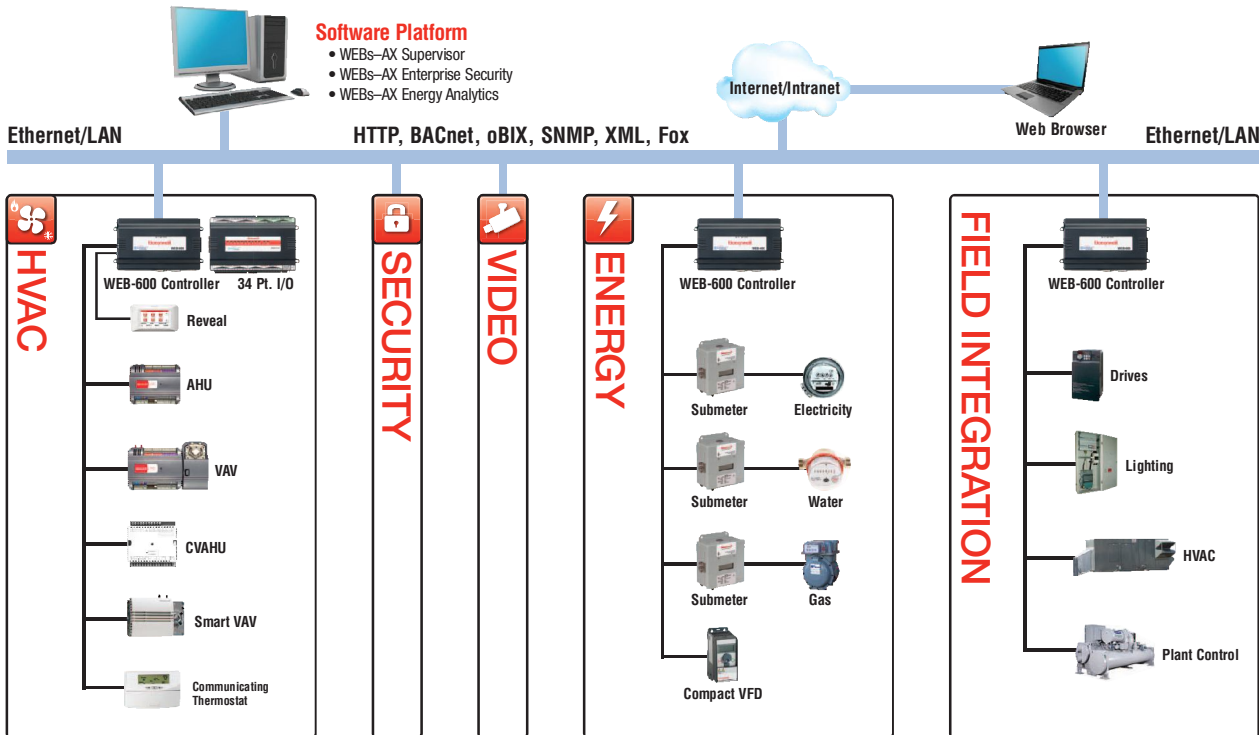 Software Platform
• WEBs–AX Supervisor
• WEBs–AX Enterprise Security
• WEBs–AX Energy Analytics
Internet/Intranet
Web Browser
Ethernet/LAN
HTTP, BACnet, oBIX, SNMP, XML, Fox
Ethernet/LAN
HVAC
Honeywell
WEB-600 Controller
34 Pt. I/O
Reveal
AHU
VAV
CVAHU
Smart VAV
Communicating
Thermostat
SECURITY
VIDEO
ENERGY
Honeywell
WEB-600 Controller
Submeter
Electricity
Submeter
Water
Submeter
Gas
Compact VFD
FIELD INTEGRATION
Honeywell
WEB-600 Controller
Drives
Lighting
HVAC
Plant Control